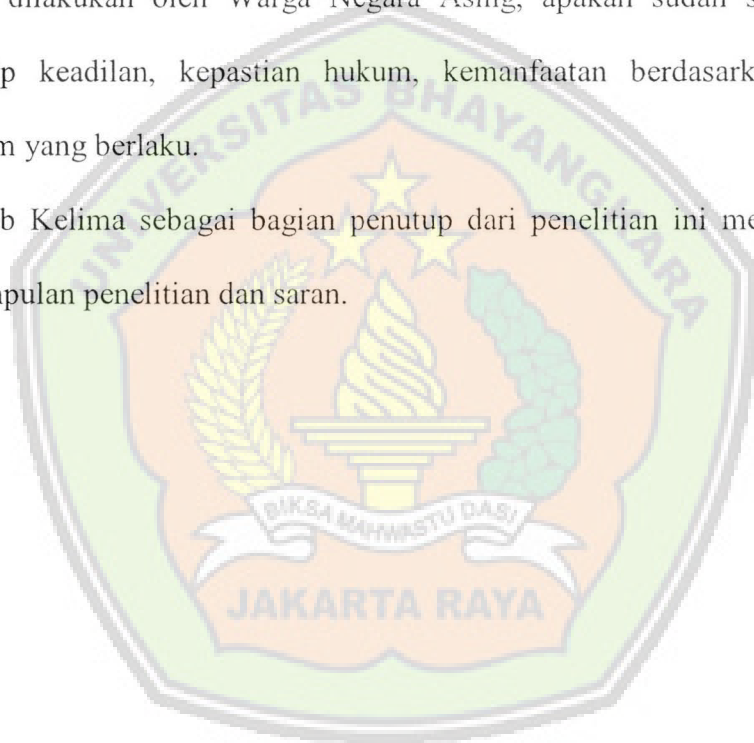 dilakukan oleh Warga Negara Asing, apakah sudah s
p keadilan, kepastian hukum, kemanfaatan berdasark
m yang berlaku.
b Kelima sebagai bagian penutup dari penelitian ini me
pulan penelitian dan saran.
UNIVERSITAS BHAYANGKARA
BIKSA MAHWASTU DASI
JAKARTA RAYA